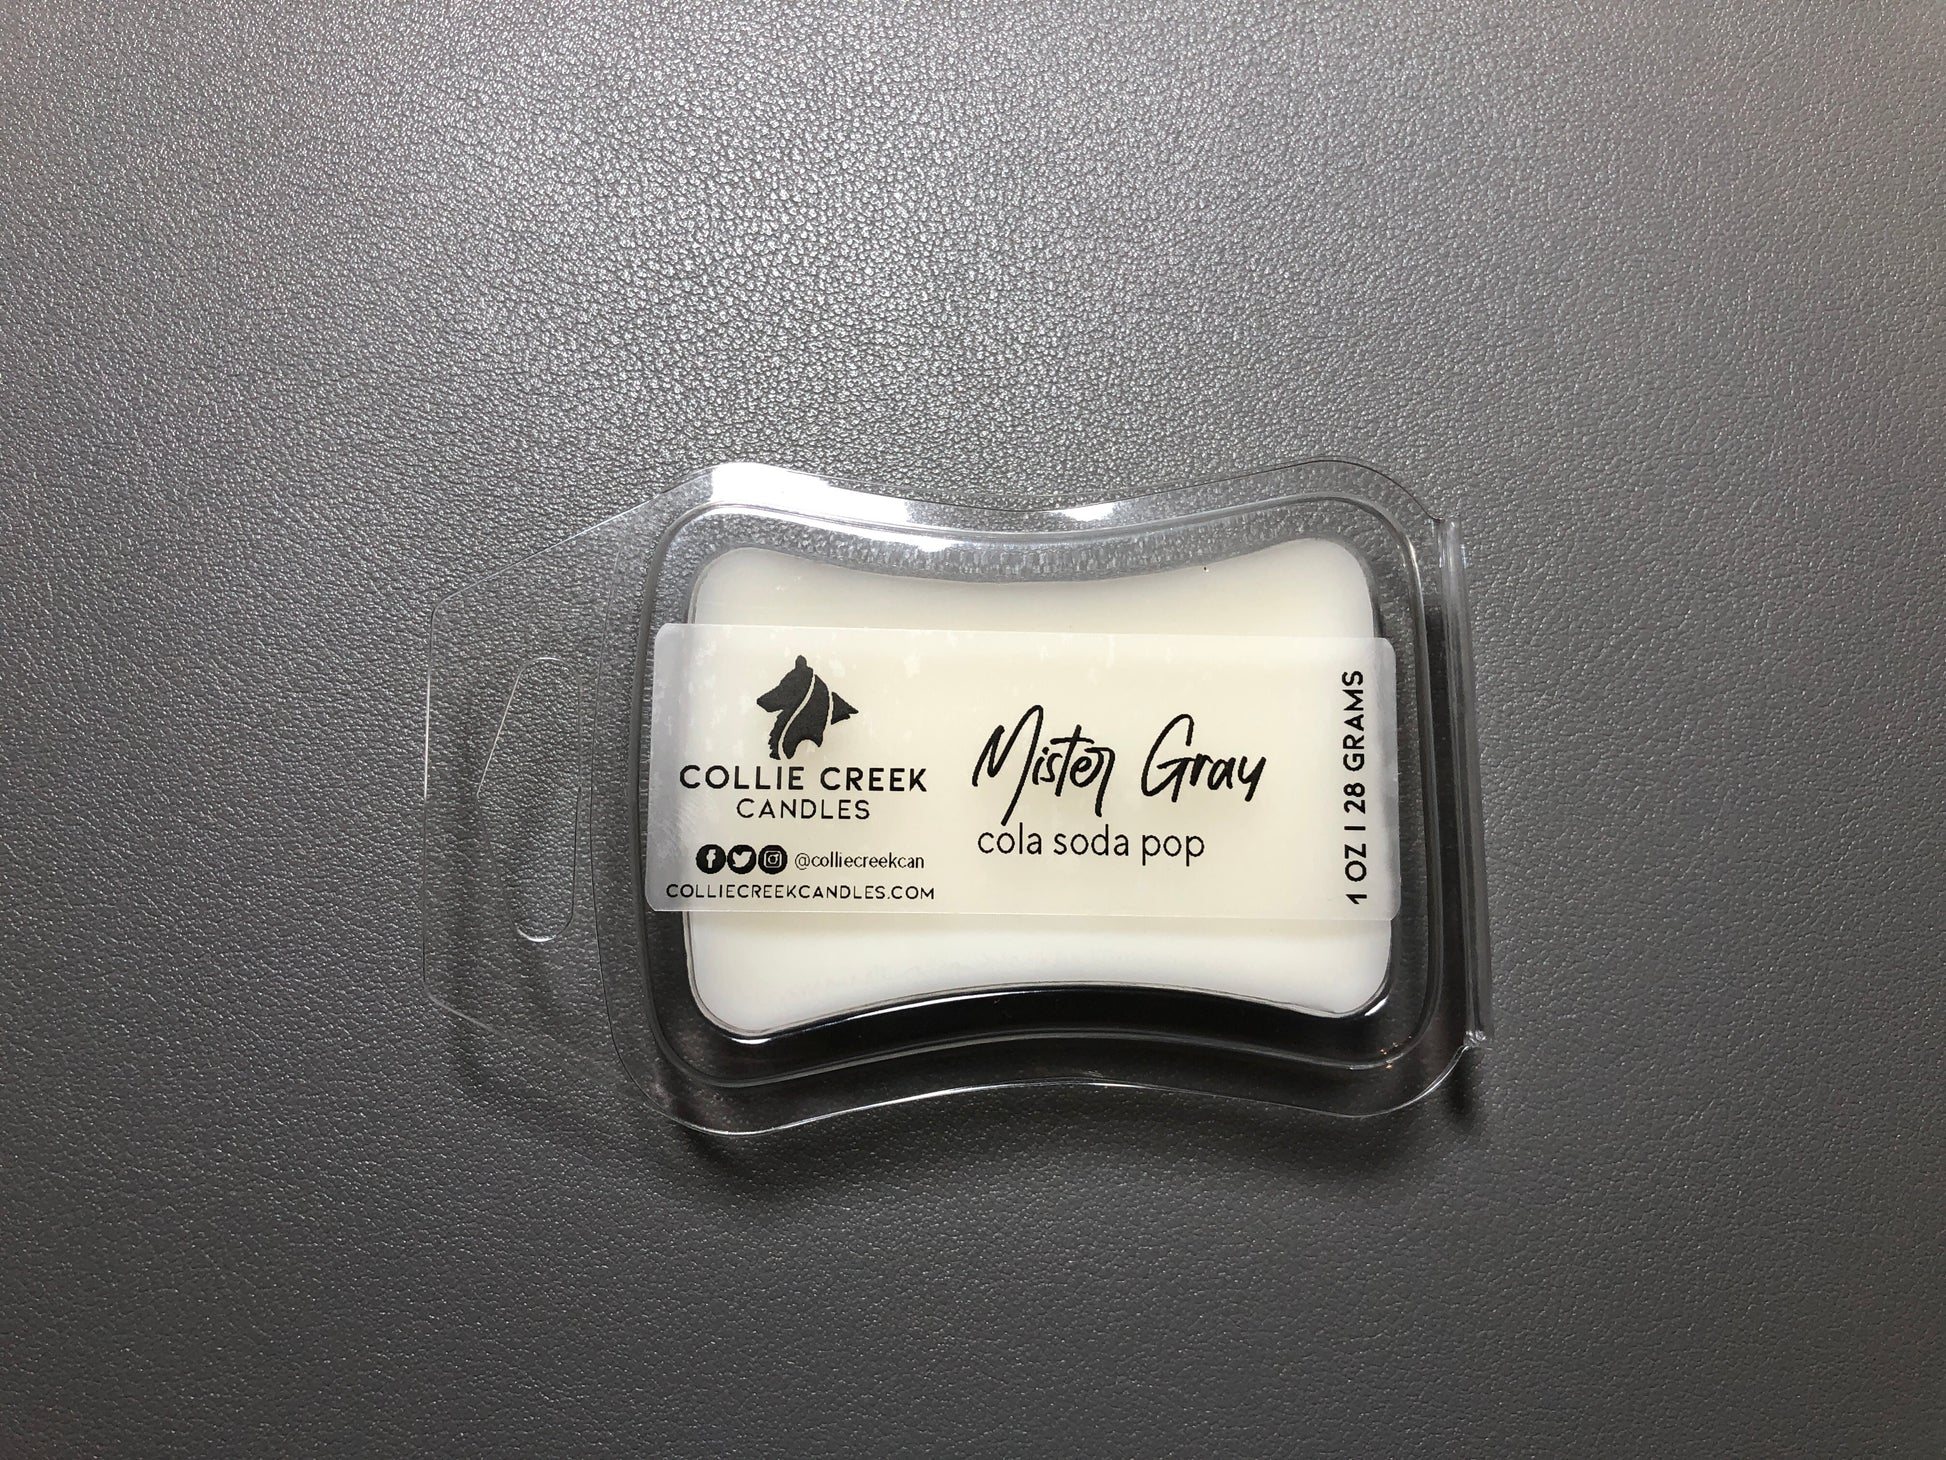 COLLIE CREEK
CANDLES
@colliecreekcan
COLLIECREEKCANDLES.COM
Mister Gray
cola soda pop
1 OZ | 28 GRAMS